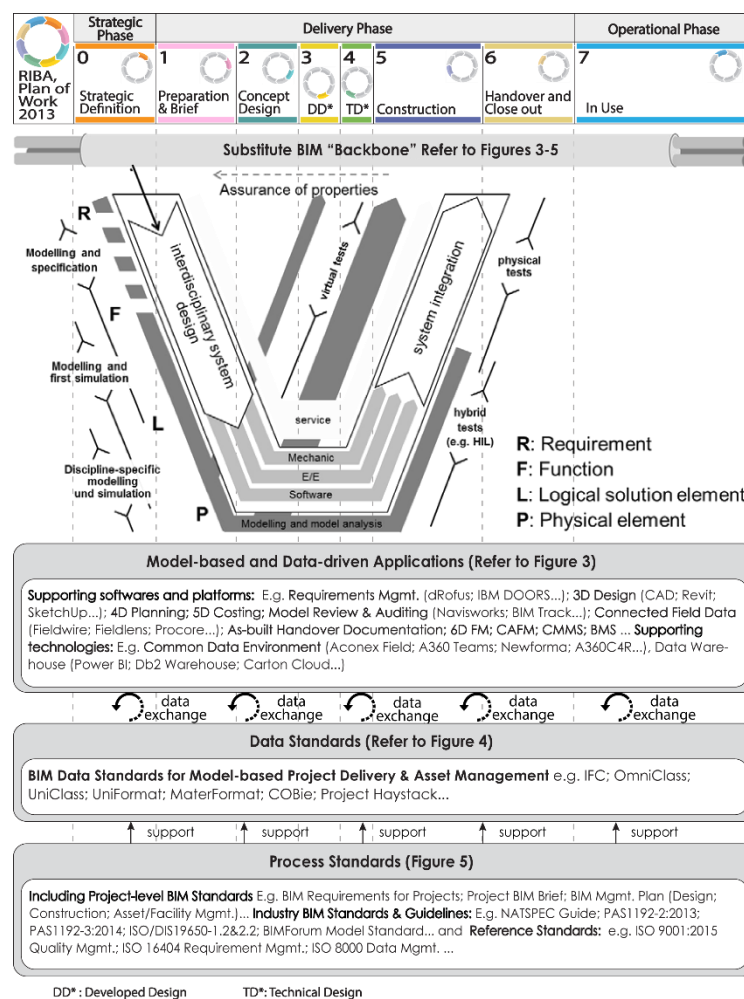 Strategic Phase
Delivery Phase
Operational Phase
RIBA,
Plan of
Work
2013
0
Strategic
Definition
1
Preparation
& Brief
2
Concept
Design
3
DD*
4
TD*
5
Construction
6
Handover and
Close out
7
In Use
Substitute BIM “Backbone” Refer to Figures 3-5
Assurance of properties
R
Modelling and
specification
F
Modelling and
first simulation
L
Discipline-specific
modelling
und simulation
P
interdisciplinary system
design
virtual tests
system integration
physical
tests
hybrid
tests
(e.g. HIL)
service
Mechanic
E/E
Software
Modelling and model analysis
R: Requirement
F: Function
L: Logical solution element
P: Physical element
Model-based and Data-driven Applications (Refer to Figure 3)
Supporting softwares and platforms: E.g. Requirements Mgmt. (dRofus; IBM DOORS...); 3D Design (CAD; Revit;
SketchUp...); 4D Planning; 5D Costing; Model Review & Auditing (Navisworks; BIM Track...); Connected Field Data
(Fieldwire; Fieldlens; Procore...); As-built Handover Documentation; 6D FM; CAFM; CMMS; BMS ... Supporting
technologies: E.g. Common Data Environment (Aconex Field; A360 Teams; Newforma; A360C4R...), Data Ware-
house (Power BI; Db2 Warehouse; Carton Cloud...)
data
exchange
data
exchange
data
exchange
data
exchange
data
exchange
Data Standards (Refer to Figure 4)
BIM Data Standards for Model-based Project Delivery & Asset Management e.g. IFC; OmniClass;
UniClass; UniFormat; MaterFormat; COBie; Project Haystack...
support
support
support
support
support
Process Standards (Figure 5)
Including Project-level BIM Standards E.g. BIM Requirements for Projects; Project BIM Brief; BIM Mgmt. Plan (Design;
Construction; Asset/Facility Mgmt.)... Industry BIM Standards & Guidelines: E.g. NATSPEC Guide; PAS1192-2:2013;
PAS1192-3:2014; ISO/DIS19650-1.2&2.2; BIMForum Model Standard... and Reference Standards: e.g. ISO 9001:2015
Quality Mgmt.; ISO 16404 Requirement Mgmt.; ISO 8000 Data Mgmt. ...
DD* : Developed Design
TD*: Technical Design